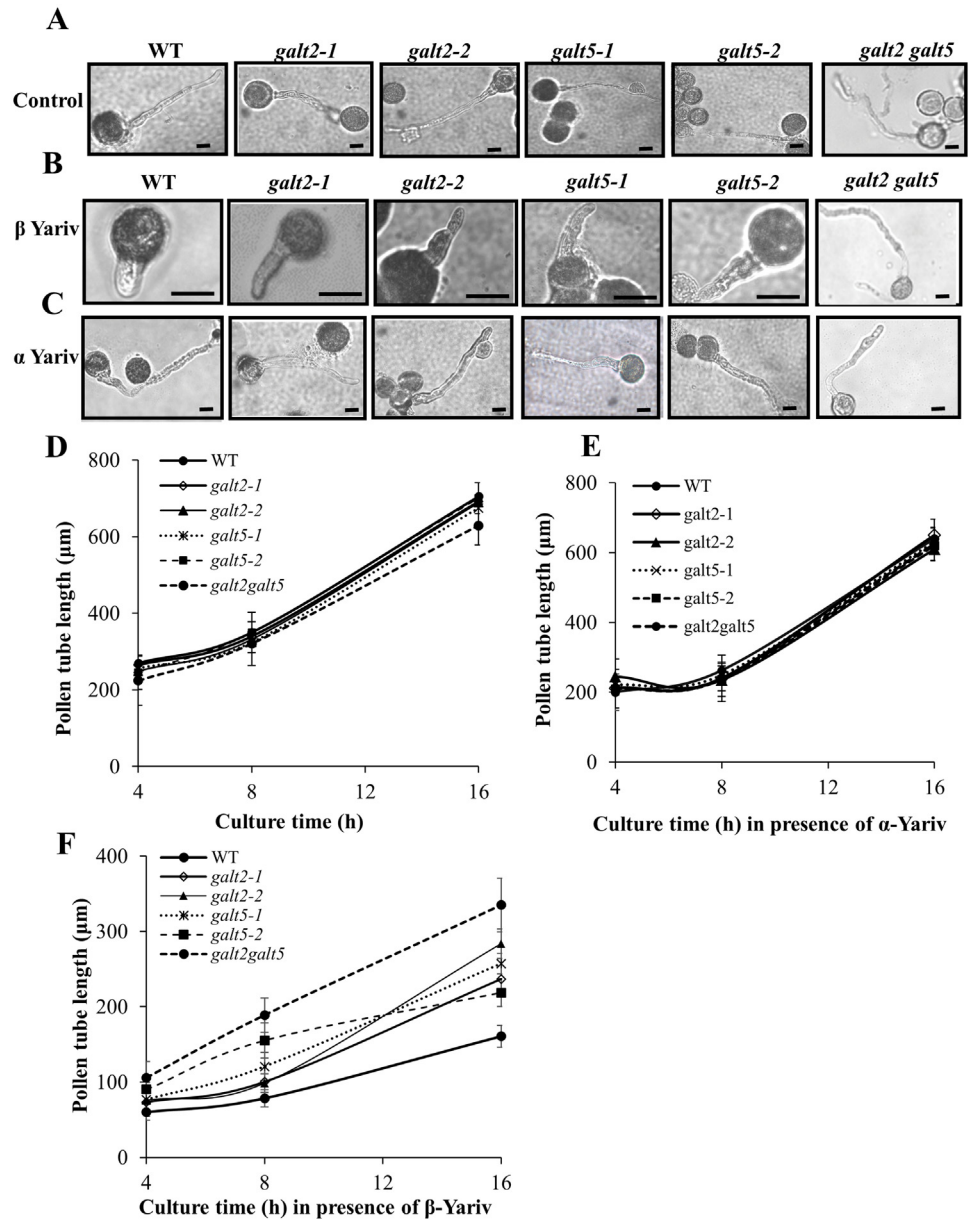 A
WT galt2-1 galt2-2 galt5-1 galt5-2 galt2 galt5
Control
B
WT galt2-1 galt2-2 galt5-1 galt5-2 galt2 galt5
β Yariv
C
α Yariv
D
800
600
400
200
0
4 8 12 16
Pollen tube length (μm)
Culture time (h)
WT
galt2-1
galt2-2
galt5-1
galt5-2
galt2galt5
E
800
600
400
200
0
4 8 12 16
Pollen tube length (μm)
Culture time (h) in presence of α-Yariv
WT
galt2-1
galt2-2
galt5-1
galt5-2
galt2galt5
F
400
300
200
100
0
4 8 12 16
Pollen tube length (μm)
Culture time (h) in presence of β-Yariv
WT
galt2-1
galt2-2
galt5-1
galt5-2
galt2galt5